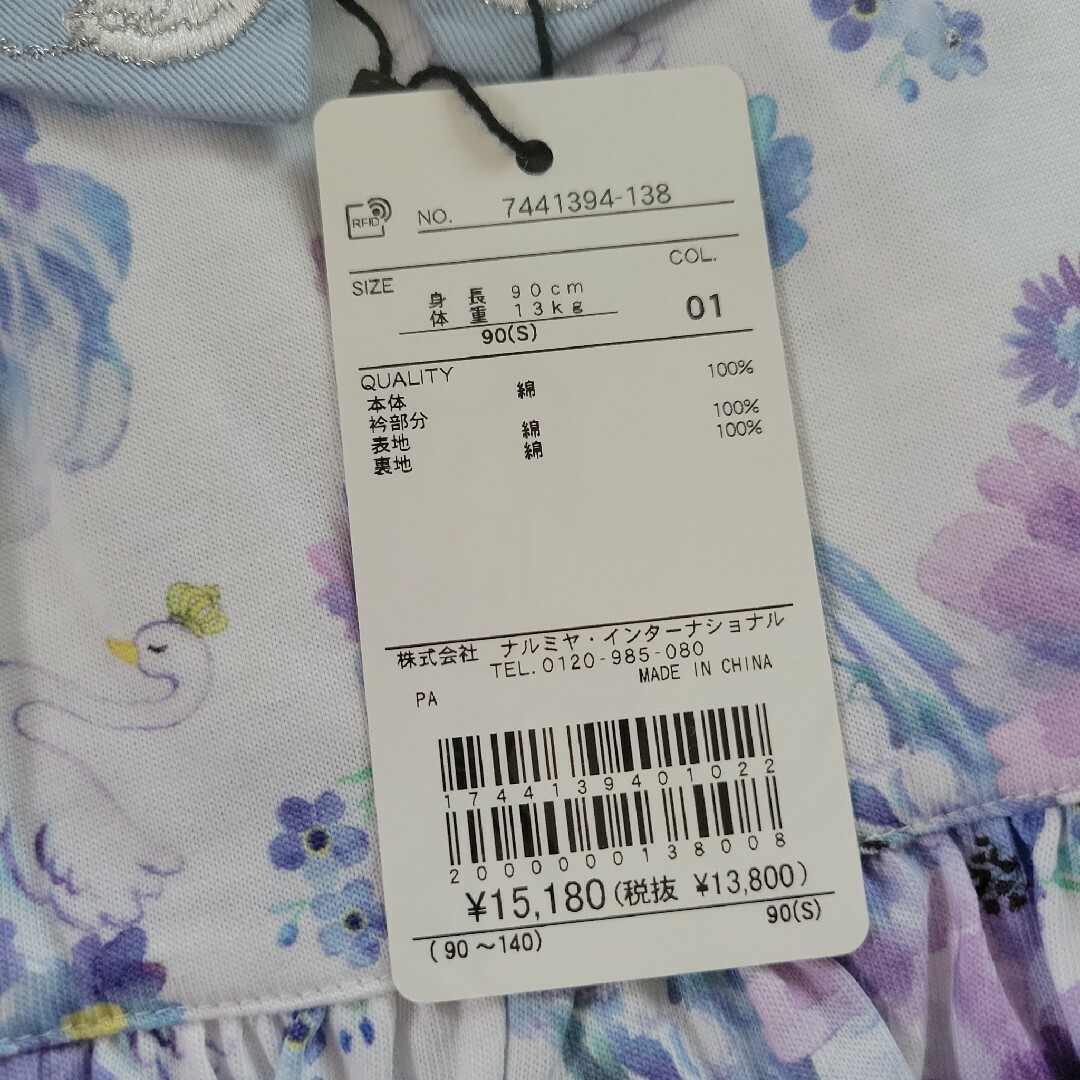 RFID NO. 7441394-138
SIZE COL.
身 長 90cm
体 重 13kg 01
90(S)
QUALITY
本体 綿 100%
衿部分
表地 綿 100%
裏地 綿 100%
株式会社 ナルミヤ・インターナショナル
TEL. 0120-985-080
PA MADE IN CHINA
1744139401022
2000000138008
¥15,180(税抜 ¥13,800)
(90～140) 90(S)